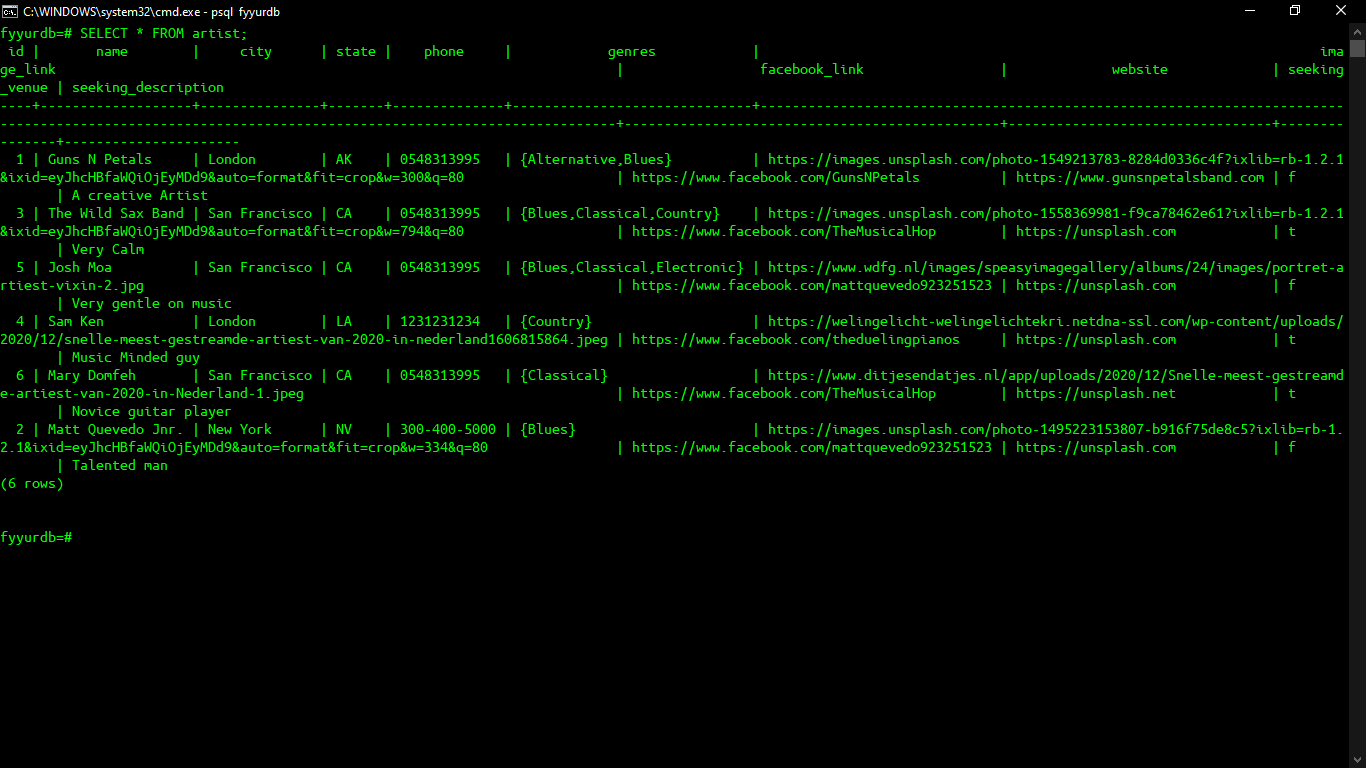 C:\WINDOWS\system32\cmd.exe - psql fyyurdb
fyyurdb=# SELECT * FROM artist;
 id |       name        |     city      | state |    phone     |            genres            |                                                                      ima
ge_link                                                                      |                 facebook_link                 |             website             | seeking
_venue | seeking_description
----+-------------------+---------------+-------+--------------+------------------------------+-------------------------------------------------------------------------
-----------------------------------------------------------------------------+-----------------------------------------------+---------------------------------+--------
-------+----------------------
  1 | Guns N Petals     | London        | AK    | 0548313995   | {Alternative,Blues}          | https://images.unsplash.com/photo-1549213783-8284d0336c4f?ixlib=rb-1.2.1
&ixid=eyJhcHBfaWQiOjEyMDd9&auto=format&fit=crop&w=300&q=80                   | https://www.facebook.com/GunsNPetals          | https://www.gunsnpetalsband.com | f
       | A creative Artist
  3 | The Wild Sax Band | San Francisco | CA    | 0548313995   | {Blues,Classical,Country}    | https://images.unsplash.com/photo-1558369981-f9ca78462e61?ixlib=rb-1.2.1
&ixid=eyJhcHBfaWQiOjEyMDd9&auto=format&fit=crop&w=794&q=80                   | https://www.facebook.com/TheMusicalHop        | https://unsplash.com            | t
       | Very Calm
  5 | Josh Moa          | San Francisco | CA    | 0548313995   | {Blues,Classical,Electronic} | https://www.wdfg.nl/images/speasyimagegallery/albums/24/images/portret-a
rtiest-vixin-2.jpg                                                           | https://www.facebook.com/mattquevedo923251523 | https://unsplash.com            | f
       | Very gentle on music
  4 | Sam Ken           | London        | LA    | 1231231234   | {Country}                    | https://welingelicht-welingelichtekri.netdna-ssl.com/wp-content/uploads/
2020/12/snelle-meest-gestreamde-artiest-van-2020-in-nederland1606815864.jpeg | https://www.facebook.com/theduelingpianos     | https://unsplash.com            | t
       | Music Minded guy
  6 | Mary Domfeh       | San Francisco | CA    | 0548313995   | {Classical}                  | https://www.ditjesendatjes.nl/app/uploads/2020/12/Snelle-meest-gestreamd
e-artiest-van-2020-in-Nederland-1.jpeg                                       | https://www.facebook.com/TheMusicalHop        | https://unsplash.net            | t
       | Novice guitar player
  2 | Matt Quevedo Jnr. | New York      | NV    | 300-400-5000 | {Blues}                      | https://images.unsplash.com/photo-1495223153807-b916f75de8c5?ixlib=rb-1.
2.1&ixid=eyJhcHBfaWQiOjEyMDd9&auto=format&fit=crop&w=334&q=80                | https://www.facebook.com/mattquevedo923251523 | https://unsplash.com            | f
       | Talented man
(6 rows)
fyyurdb=#